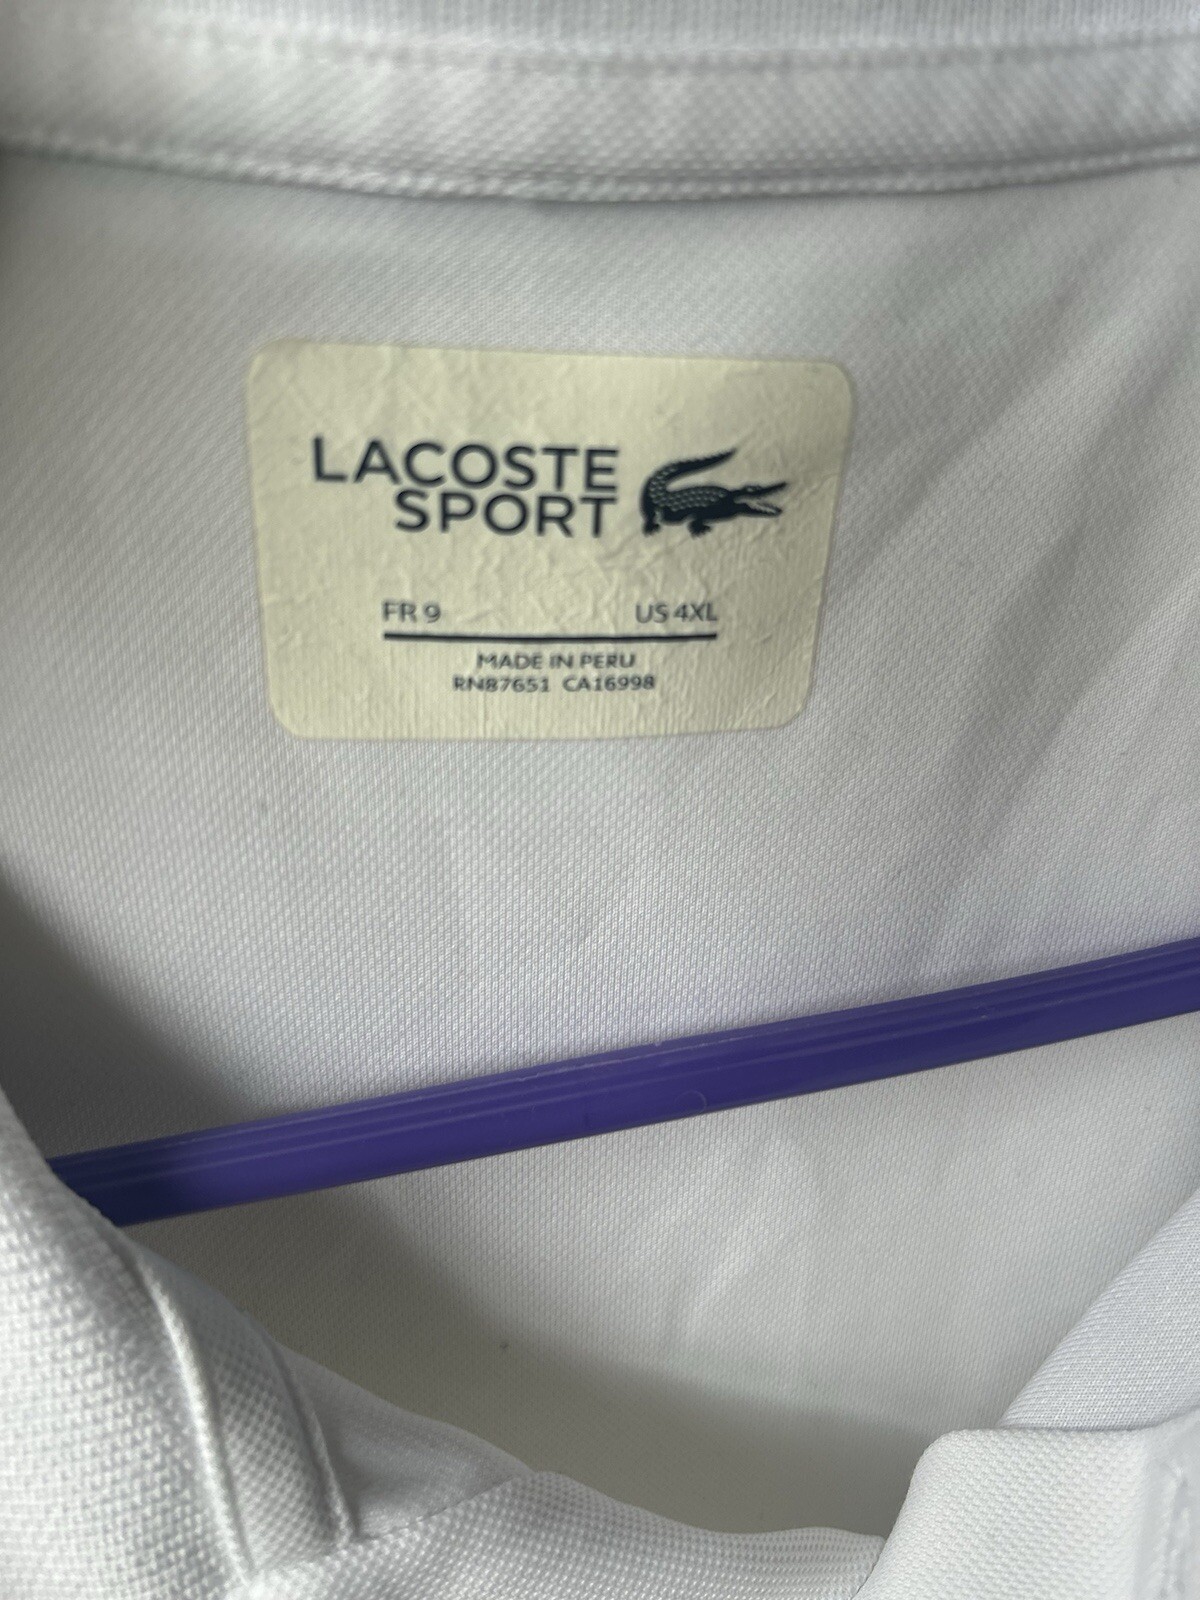 LACOSTE
SPORT
FR 9 US 4XL
MADE IN PERU
RN87651 CA16998